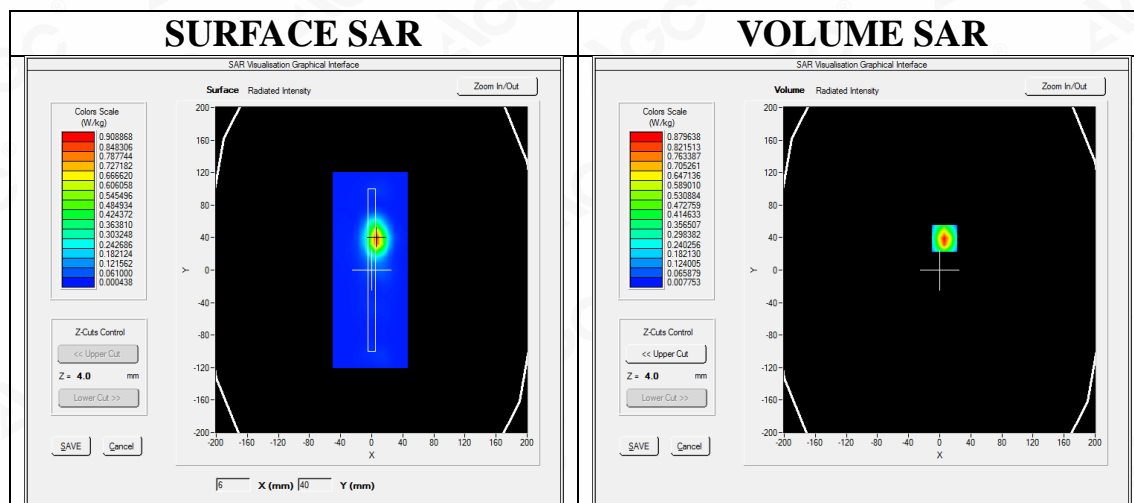 SURFACE SAR
SAR Visualisation Graphical Interface
Surface Radiated Intensity
Zoom In/Out
Colors Scale
(W/kg)
0.908868
0.848306
0.787744
0.727182
0.666620
0.606058
0.545496
0.484934
0.424372
0.363810
0.303248
0.242686
0.182124
0.121562
0.061000
0.000438
200
160
120
80
40
0
-40
-80
-120
-160
-200
Y
-200 -160 -120 -80 -40 0 40 80 120 160 200
X
Z-Cuts Control
<< Upper Cut
Z = 4.0 mm
Lower Cut >>
SAVE Cancel
6 X (mm) 40 Y (mm)
VOLUME SAR
SAR Visualisation Graphical Interface
Volume Radiated Intensity
Zoom In/Out
Colors Scale
(W/kg)
0.879638
0.821513
0.763387
0.705261
0.647136
0.589010
0.530884
0.472759
0.414633
0.356507
0.298382
0.240256
0.182130
0.124005
0.065879
0.007753
200
160
120
80
40
0
-40
-80
-120
-160
-200
Y
-200 -160 -120 -80 -40 0 40 80 120 160 200
X
Z-Cuts Control
<< Upper Cut
Z = 4.0 mm
Lower Cut >>
SAVE Cancel